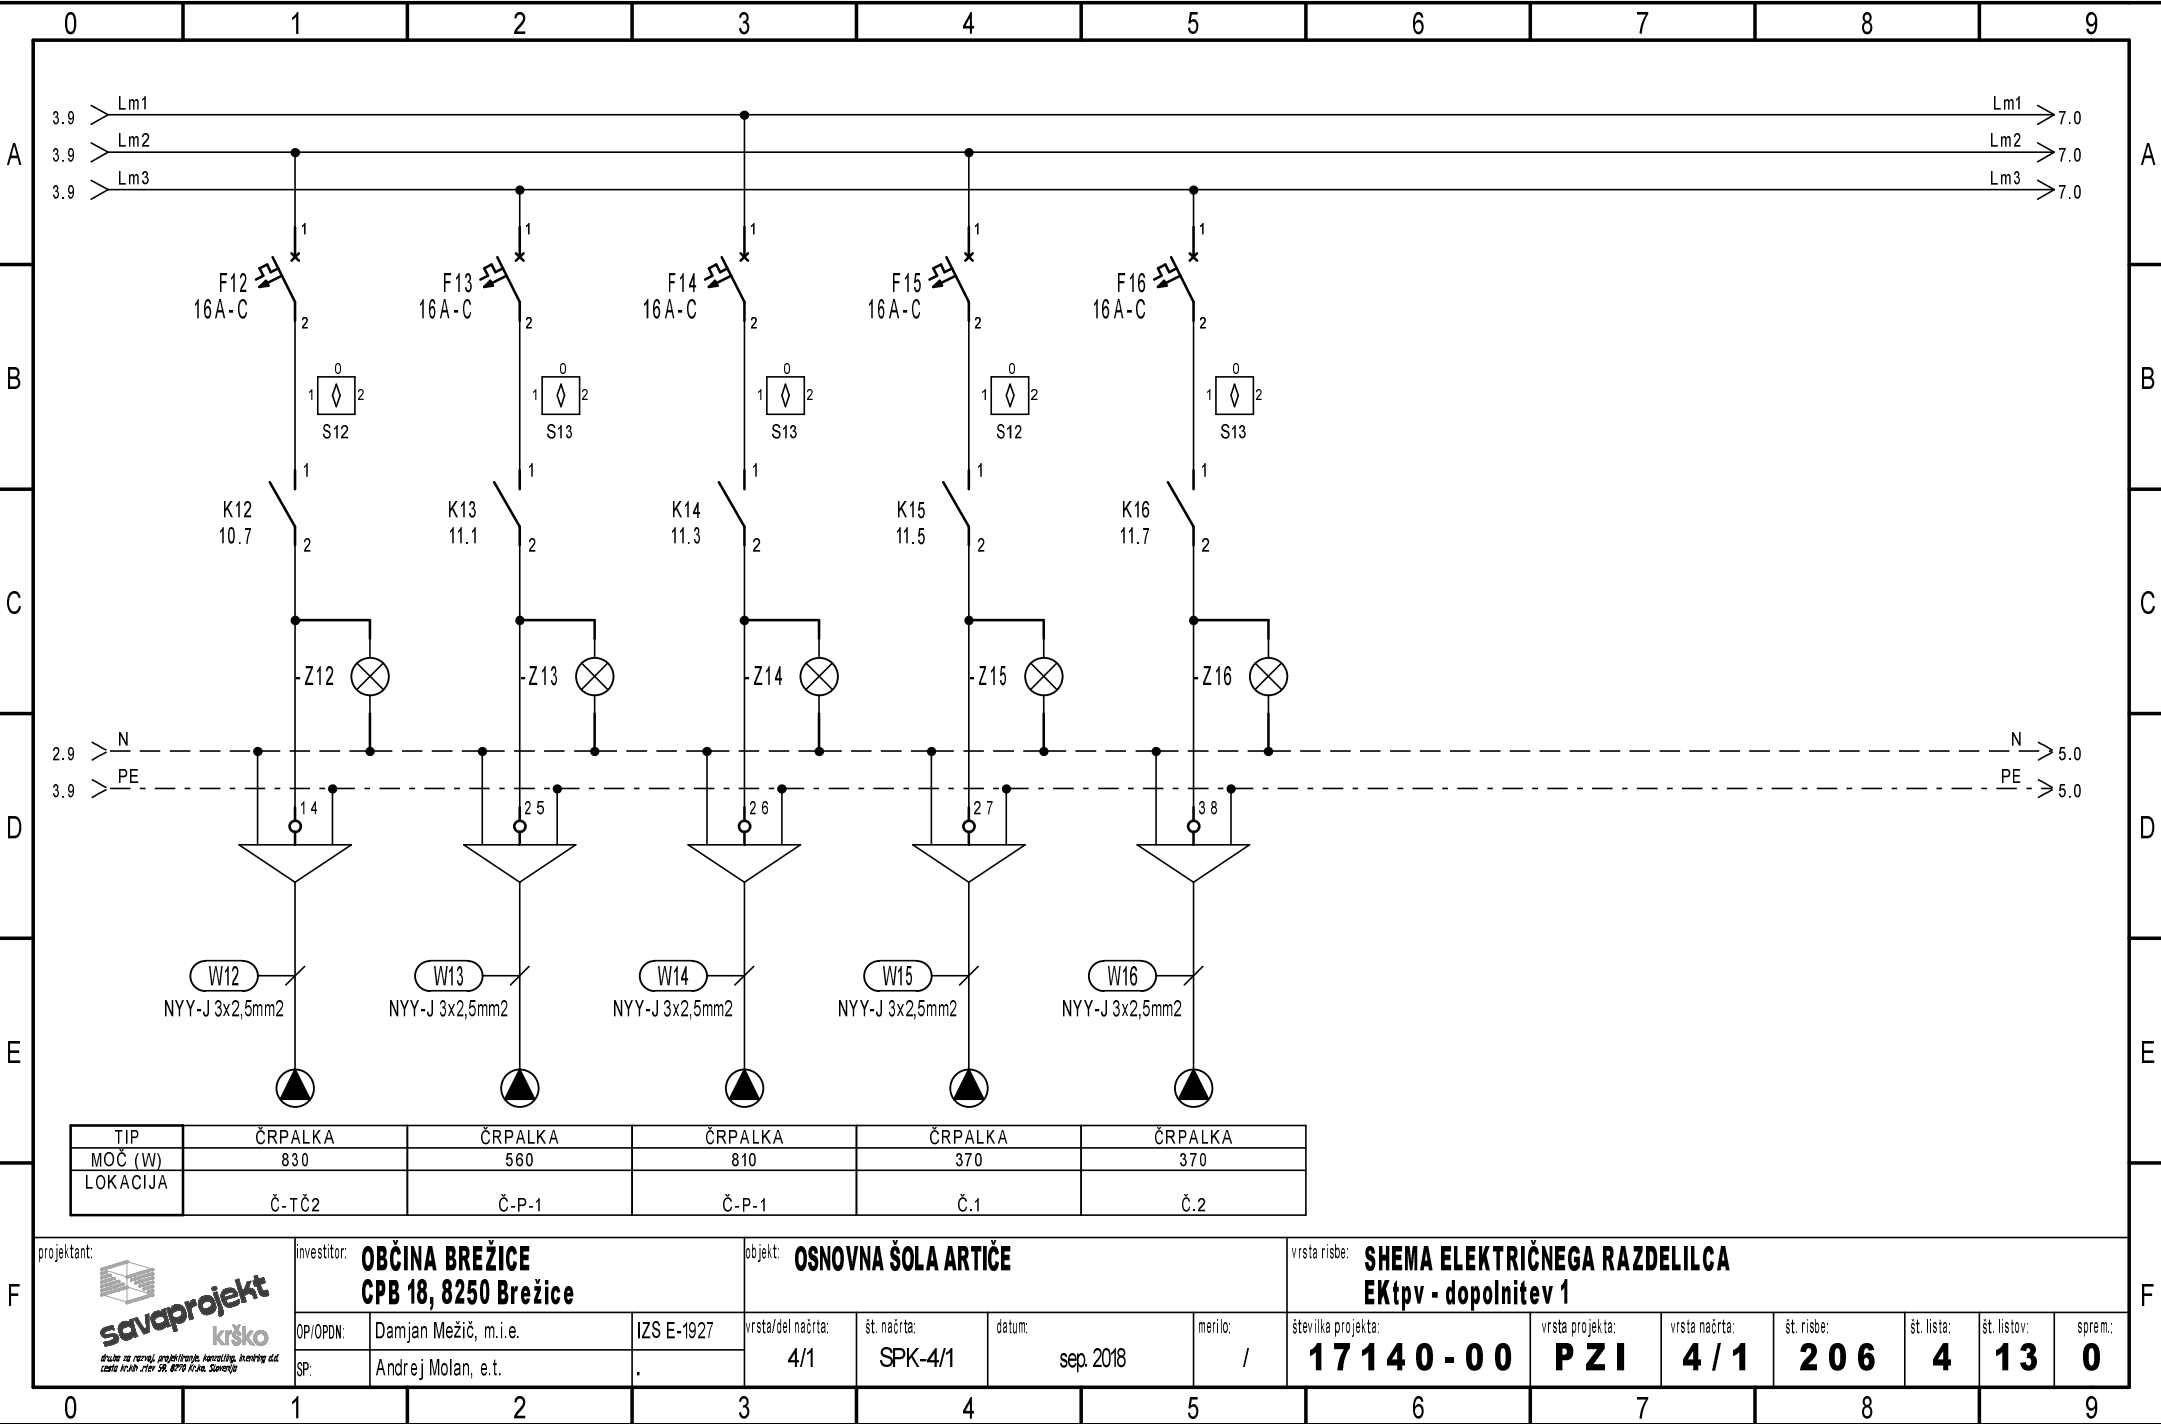 0 1 2 3 4 5 6 7 8 9
A A
B B
C C
D D
E E
F F
3.9 Lm1 Lm1 7.0
3.9 Lm2 Lm2 7.0
3.9 Lm3 Lm3 7.0
1 1 1 1 1
F12 F13 F14 F15 F16
16A-C 16A-C 16A-C 16A-C 16A-C
2 2 2 2 2
0 0 0 0 0
1 2 1 2 1 2 1 2 1 2
S12 S13 S13 S12 S13
1 1 1 1 1
K12 K13 K14 K15 K16
10.7 11.1 11.3 11.5 11.7
2 2 2 2 2
-Z12 -Z13 -Z14 -Z15 -Z16
2.9 N N 5.0
3.9 PE PE 5.0
14 25 26 27 38
W12 W13 W14 W15 W16
NYY-J 3x2,5mm2 NYY-J 3x2,5mm2 NYY-J 3x2,5mm2 NYY-J 3x2,5mm2 NYY-J 3x2,5mm2
TIP ČRPALKA ČRPALKA ČRPALKA ČRPALKA ČRPALKA
MOČ (W) 830 560 810 370 370
LOKACIJA
Č-TČ2 Č-P-1 Č-P-1 Č.1 Č.2
projektant:
savaprojekt
krško
investitor: OBČINA BREŽICE
CPB 18, 8250 Brežice
objekt: OSNOVNA ŠOLA ARTIČE
vrsta risbe: SHEMA ELEKTRIČNEGA RAZDELILCA
EKtpv - dopolnitev 1
OP/OPDN: Damjan Mežič, m.i.e. IZS E-1927
SP: Andrej Molan, e.t. .
vrsta/del načrta: št. načrta: datum: merilo:
4/1 SPK-4/1 sep. 2018 /
številka projekta: vrsta projekta: vrsta načrta: št. risbe: št. lista: št. listov: sprem.:
17140-00 PZI 4/1 206 4 13 0
0 1 2 3 4 5 6 7 8 9